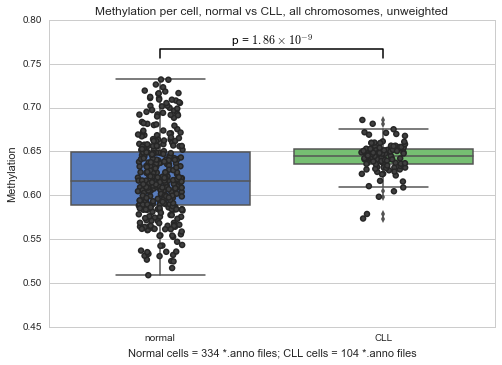 Methylation per cell, normal vs CLL, all chromosomes, unweighted
0.80
p = 1.86 × 10⁻⁹
0.75
0.70
0.65
Methylation
0.60
0.55
0.50
0.45
normal CLL
Normal cells = 334 *.anno files; CLL cells = 104 *.anno files